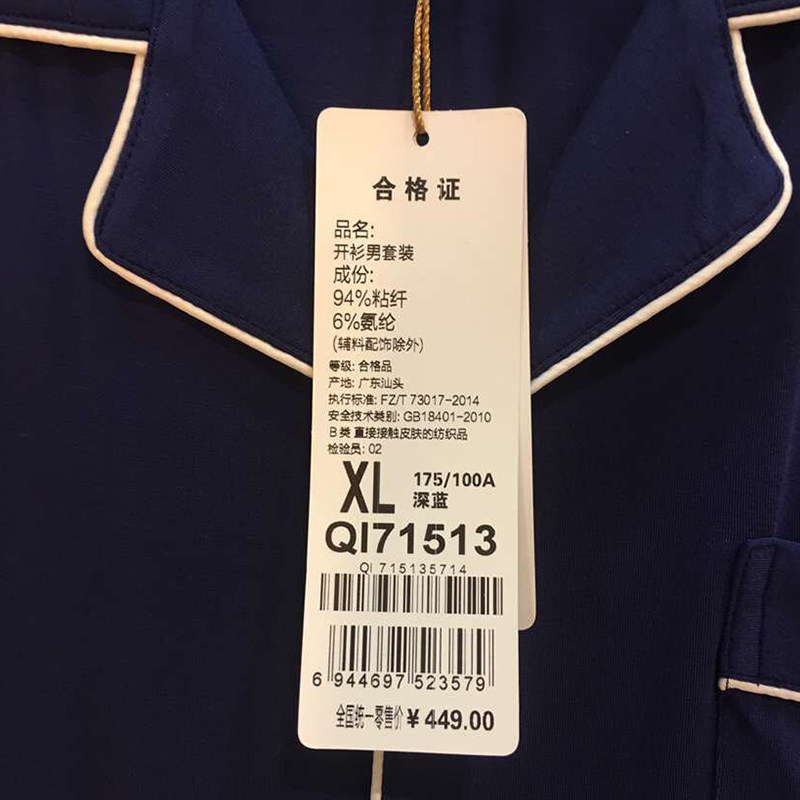 合格证
品名:
开衫男套装
成份:
94%粘纤
6%氨纶
(辅料配饰除外)
等级: 合格品
产地: 广东汕头
执行标准: FZ/T 73017-2014
安全技术类别: GB18401-2010
B类 直接接触皮肤的纺织品
检验员: 02
XL 175/100A
深蓝
QI71513
QI 715135714
6 944697 523579
全国统一零售价 ¥ 449.00